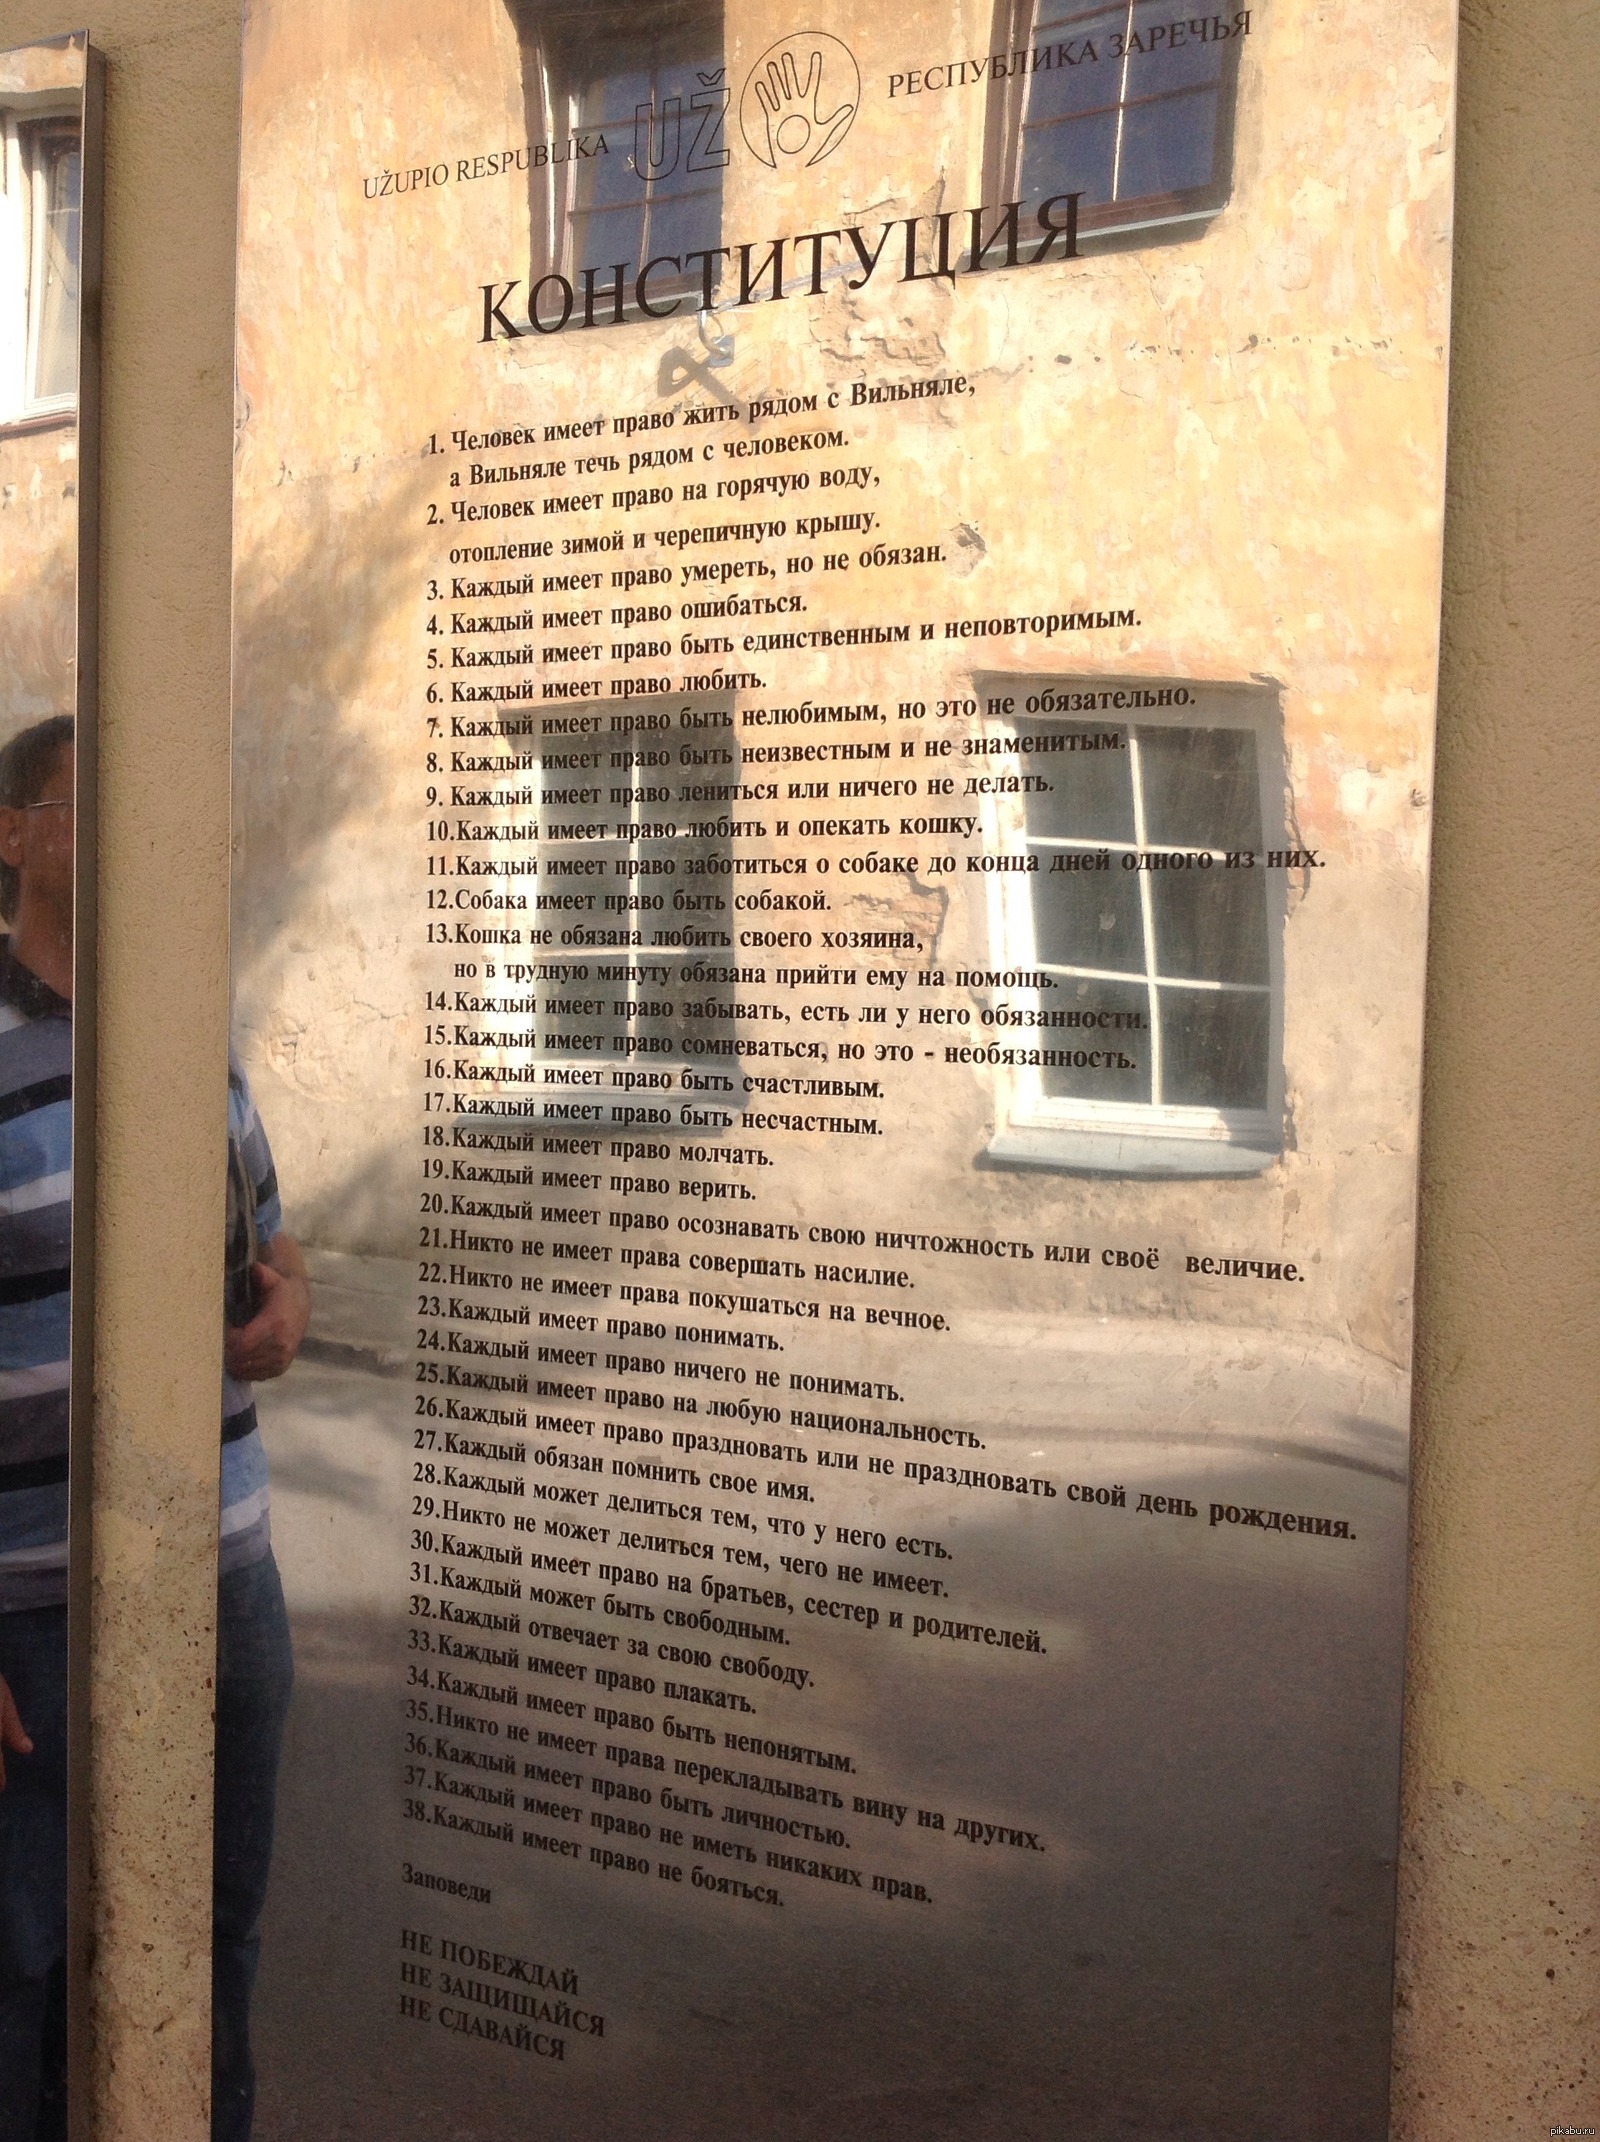 UŽUPIO RESPUBLIKA UŽ РЕСПУБЛИКА ЗАРЕЧЬЯ
КОНСТИТУЦИЯ
1. Человек имеет право жить рядом с Вильняле,
а Вильняле течь рядом с человеком.
2. Человек имеет право на горячую воду,
отопление зимой и черепичную крышу.
3. Каждый имеет право умереть, но не обязан.
4. Каждый имеет право ошибаться.
5. Каждый имеет право быть единственным и неповторимым.
6. Каждый имеет право любить.
7. Каждый имеет право быть нелюбимым, но это не обязательно.
8. Каждый имеет право быть неизвестным и не знаменитым.
9. Каждый имеет право лениться или ничего не делать.
10.Каждый имеет право любить и опекать кошку.
11.Каждый имеет право заботиться о собаке до конца дней одного из них.
12.Собака имеет право быть собакой.
13.Кошка не обязана любить своего хозяина,
но в трудную минуту обязана прийти ему на помощь.
14.Каждый имеет право забывать, есть ли у него обязанности.
15.Каждый имеет право сомневаться, но это - необязанность.
16.Каждый имеет право быть счастливым.
17.Каждый имеет право быть несчастным.
18.Каждый имеет право молчать.
19.Каждый имеет право верить.
20.Каждый имеет право осознавать свою ничтожность или своё величие.
21.Никто не имеет права совершать насилие.
22.Никто не имеет права покушаться на вечное.
23.Каждый имеет право понимать.
24.Каждый имеет право ничего не понимать.
25.Каждый имеет право на любую национальность.
26.Каждый имеет право праздновать или не праздновать свой день рождения.
27.Каждый обязан помнить свое имя.
28.Каждый может делиться тем, что у него есть.
29.Никто не может делиться тем, чего не имеет.
30.Каждый имеет право на братьев, сестер и родителей.
31.Каждый может быть свободным.
32.Каждый отвечает за свою свободу.
33.Каждый имеет право плакать.
34.Каждый имеет право быть непонятым.
35.Никто не имеет права перекладывать вину на других.
36.Каждый имеет право быть личностью.
37.Каждый имеет право не иметь никаких прав.
38.Каждый имеет право не бояться.
Заповеди
НЕ ПОБЕЖДАЙ
НЕ ЗАЩИЩАЙСЯ
НЕ СДАВАЙСЯ
pikabu.ru